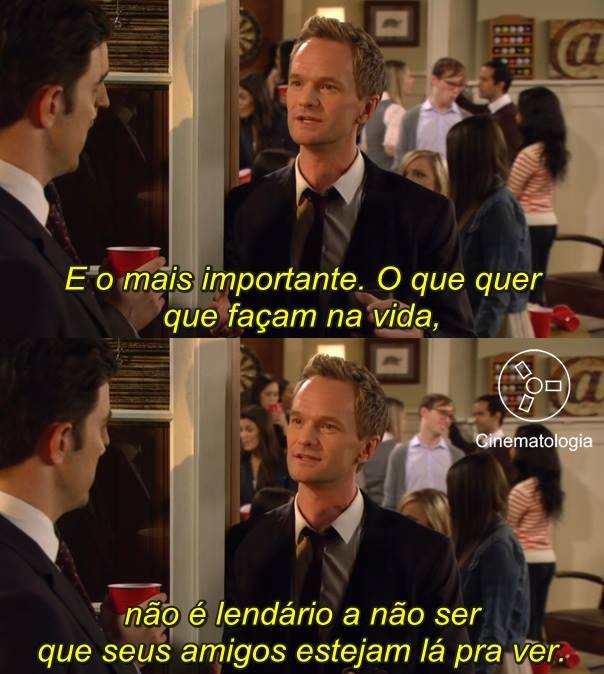 E o mais importante. O que quer
que façam na vida,
Cinematologia
não é lendário a não ser
que seus amigos estejam lá pra ver.